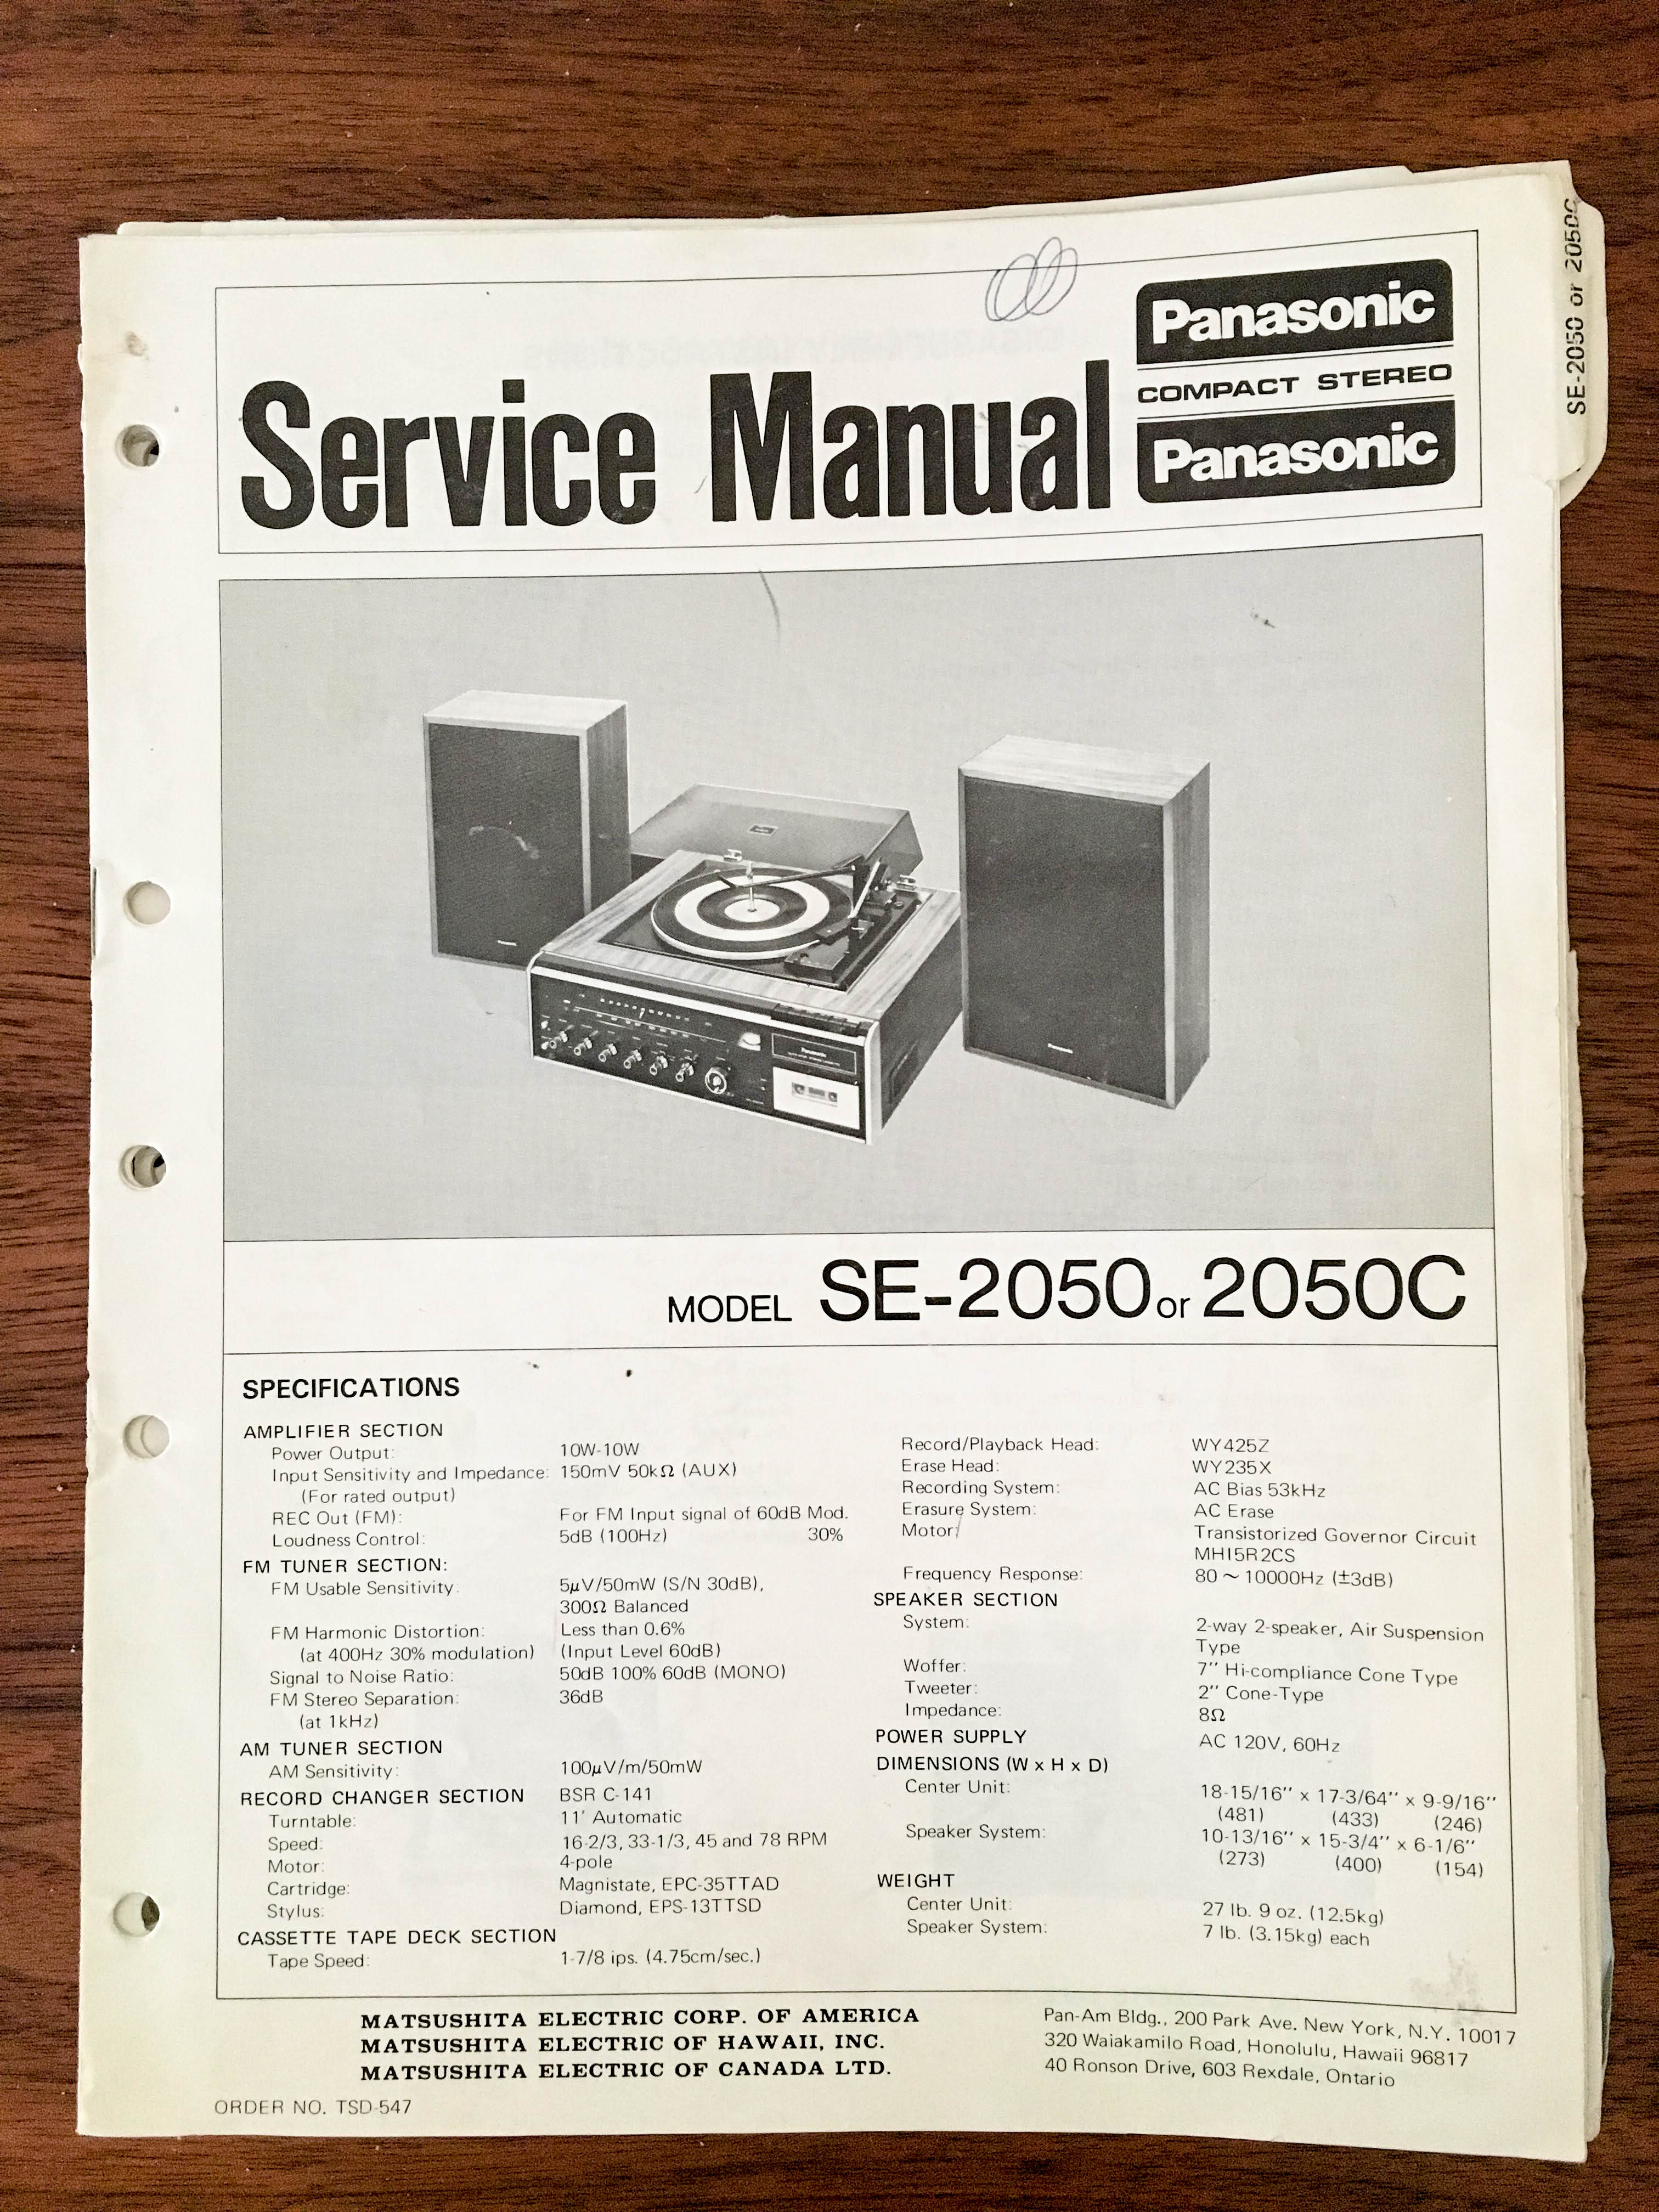 SE-2050 or 2050C
Service Manual
Panasonic
COMPACT STEREO
Panasonic
MODEL SE-2050 or 2050C
SPECIFICATIONS
AMPLIFIER SECTION
Power Output: 10W-10W
Input Sensitivity and Impedance: 150mV 50kΩ (AUX)
(For rated output)
REC Out (FM): For FM Input signal of 60dB Mod.
Loudness Control: 5dB (100Hz) 30%
FM TUNER SECTION:
FM Usable Sensitivity: 5μV/50mW (S/N 30dB),
300Ω Balanced
FM Harmonic Distortion: Less than 0.6%
(at 400Hz 30% modulation) (Input Level 60dB)
Signal to Noise Ratio: 50dB 100% 60dB (MONO)
FM Stereo Separation: 36dB
(at 1kHz)
AM TUNER SECTION
AM Sensitivity: 100μV/m/50mW
RECORD CHANGER SECTION BSR C-141
Turntable: 11' Automatic
Speed: 16-2/3, 33-1/3, 45 and 78 RPM
Motor: 4-pole
Cartridge: Magnistate, EPC-35TTAD
Stylus: Diamond, EPS-13TTSD
CASSETTE TAPE DECK SECTION
Tape Speed: 1-7/8 ips. (4.75cm/sec.)
Record/Playback Head: WY425Z
Erase Head: WY235X
Recording System: AC Bias 53kHz
Erasure System: AC Erase
Motor: Transistorized Governor Circuit
MHI5R2CS
Frequency Response: 80 ~ 10000Hz (±3dB)
SPEAKER SECTION
System: 2-way 2-speaker, Air Suspension
Type
Woffer: 7'' Hi-compliance Cone Type
Tweeter: 2'' Cone-Type
Impedance: 8Ω
POWER SUPPLY AC 120V, 60Hz
DIMENSIONS (W x H x D)
Center Unit: 18-15/16'' x 17-3/64'' x 9-9/16''
(481) (433) (246)
Speaker System: 10-13/16'' x 15-3/4'' x 6-1/6''
(273) (400) (154)
WEIGHT
Center Unit: 27 lb. 9 oz. (12.5kg)
Speaker System: 7 lb. (3.15kg) each
MATSUSHITA ELECTRIC CORP. OF AMERICA Pan-Am Bldg., 200 Park Ave. New York, N.Y. 10017
MATSUSHITA ELECTRIC OF HAWAII, INC. 320 Waiakamilo Road, Honolulu, Hawaii 96817
MATSUSHITA ELECTRIC OF CANADA LTD. 40 Ronson Drive, 603 Rexdale, Ontario
ORDER NO. TSD-547